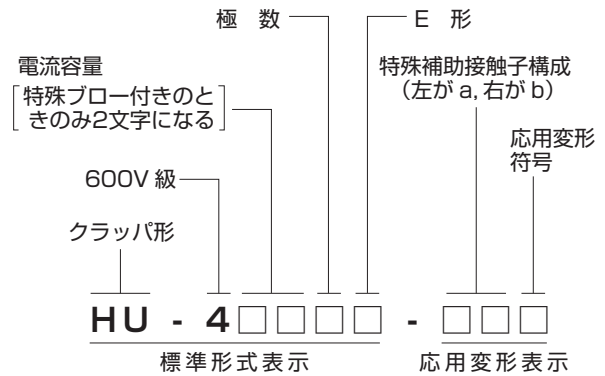 極 数
E 形
電流容量
[特殊ブロー付きのと
きのみ2文字になる]
特殊補助接触子構成
（左がa，右がb）
応用変形
符号
600V 級
クラッパ形
HU - 4□□□□ - □□□
標準形式表示
応用変形表示